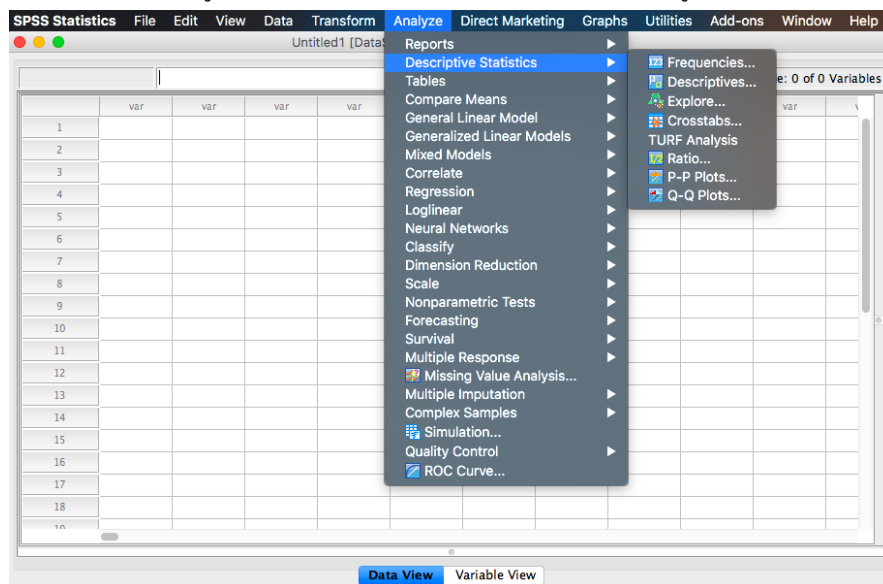 SPSS Statistics File Edit View Data Transform Analyze Direct Marketing Graphs Utilities Add-ons Window Help
Untitled1 [DataS
e: 0 of 0 Variables
var var var var var
Reports
Descriptive Statistics
Tables
Compare Means
General Linear Model
Generalized Linear Models
Mixed Models
Correlate
Regression
Loglinear
Neural Networks
Classify
Dimension Reduction
Scale
Nonparametric Tests
Forecasting
Survival
Multiple Response
Missing Value Analysis...
Multiple Imputation
Complex Samples
Simulation...
Quality Control
ROC Curve...
123 Frequencies...
Descriptives...
Explore...
Crosstabs...
TURF Analysis
1/2 Ratio...
P-P Plots...
Q-Q Plots...
1
2
3
4
5
6
7
8
9
10
11
12
13
14
15
16
17
18
Data View Variable View